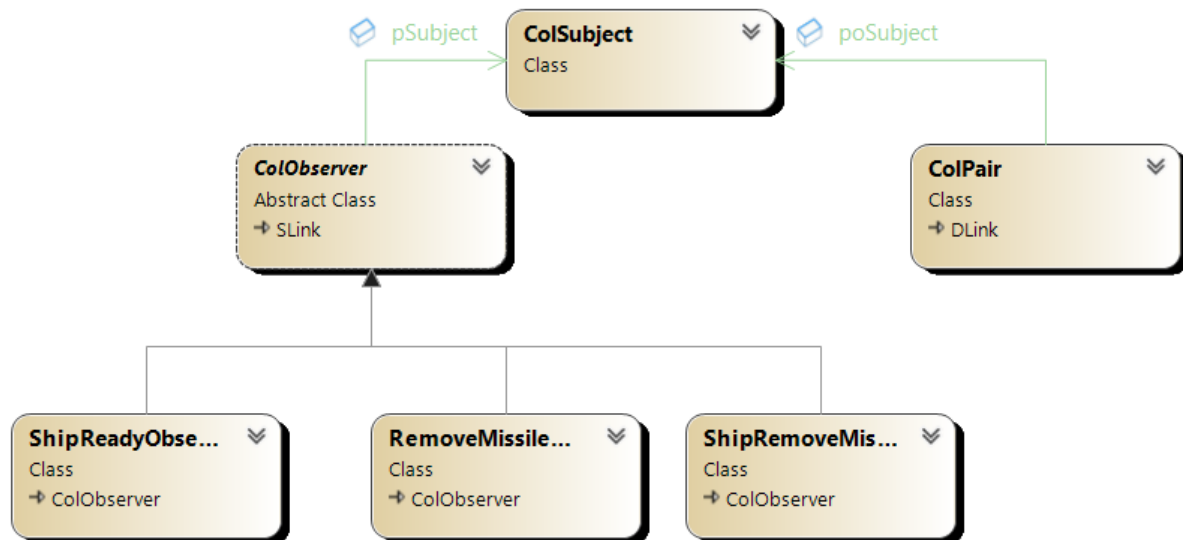 pSubject
ColSubject
Class
poSubject
ColObserver
Abstract Class
SLink
ColPair
Class
DLink
ShipReadyObse...
Class
ColObserver
RemoveMissile...
Class
ColObserver
ShipRemoveMis...
Class
ColObserver